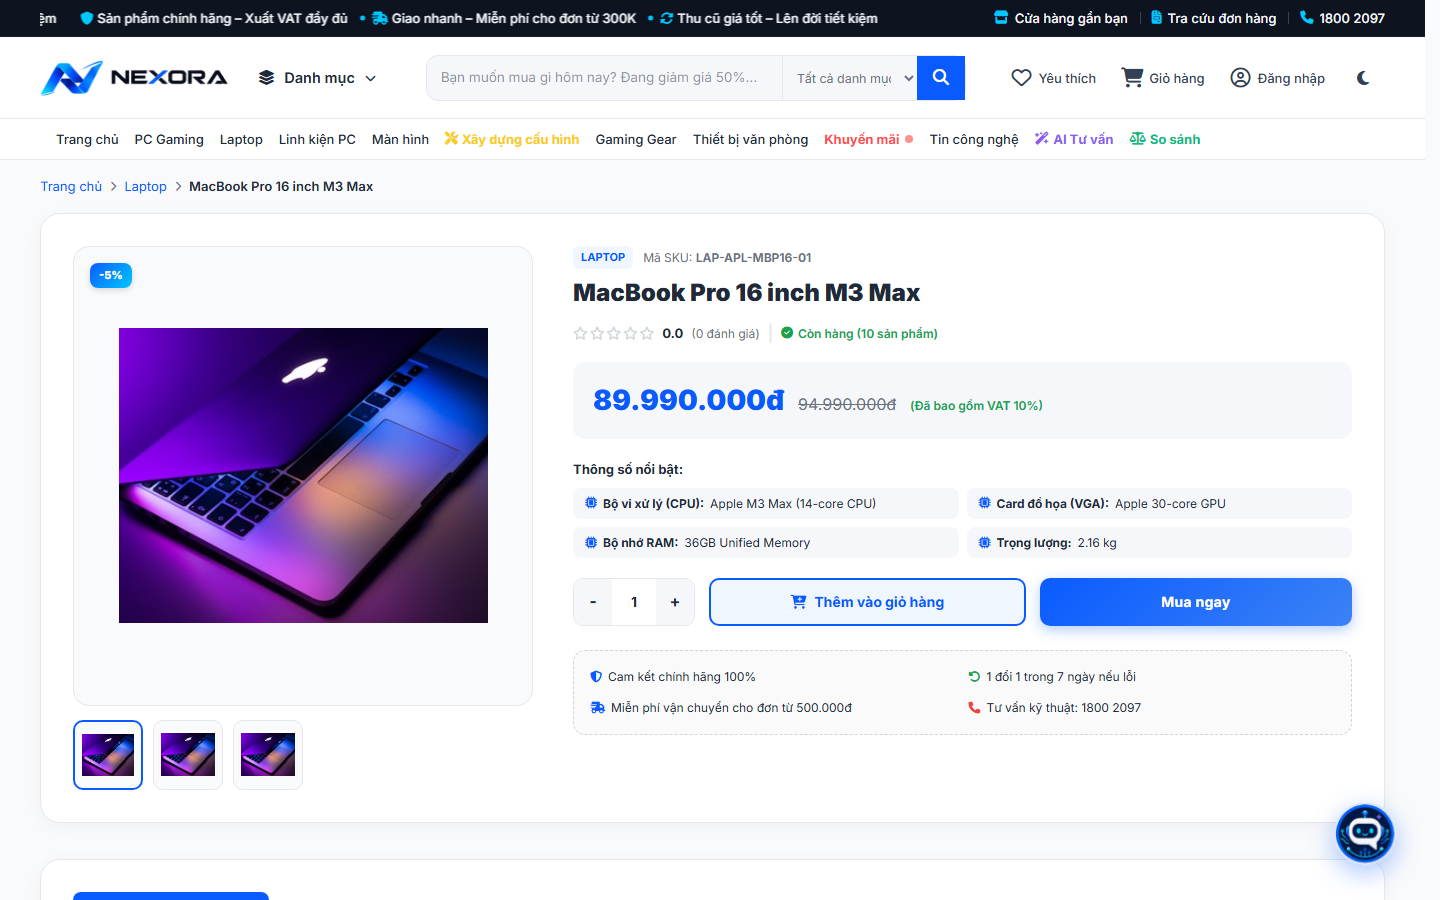 ệm Sản phẩm chính hãng – Xuất VAT đầy đủ • Giao nhanh – Miễn phí cho đơn từ 300K • Thu cũ giá tốt – Lên đời tiết kiệm Cửa hàng gần bạn Tra cứu đơn hàng 1800 2097
NEXORA Danh mục Bạn muốn mua gì hôm nay? Đang giảm giá 50%... Tất cả danh mục Yêu thích Giỏ hàng Đăng nhập
Trang chủ PC Gaming Laptop Linh kiện PC Màn hình Xây dựng cấu hình Gaming Gear Thiết bị văn phòng Khuyến mãi Tin công nghệ AI Tư vấn So sánh
Trang chủ > Laptop > MacBook Pro 16 inch M3 Max
-5%
LAPTOP Mã SKU: LAP-APL-MBP16-01
MacBook Pro 16 inch M3 Max
0.0 (0 đánh giá) Còn hàng (10 sản phẩm)
89.990.000đ 94.990.000đ (Đã bao gồm VAT 10%)
Thông số nổi bật:
Bộ vi xử lý (CPU): Apple M3 Max (14-core CPU) Card đồ họa (VGA): Apple 30-core GPU
Bộ nhớ RAM: 36GB Unified Memory Trọng lượng: 2.16 kg
- 1 + Thêm vào giỏ hàng Mua ngay
Cam kết chính hãng 100% 1 đổi 1 trong 7 ngày nếu lỗi
Miễn phí vận chuyển cho đơn từ 500.000đ Tư vấn kỹ thuật: 1800 2097